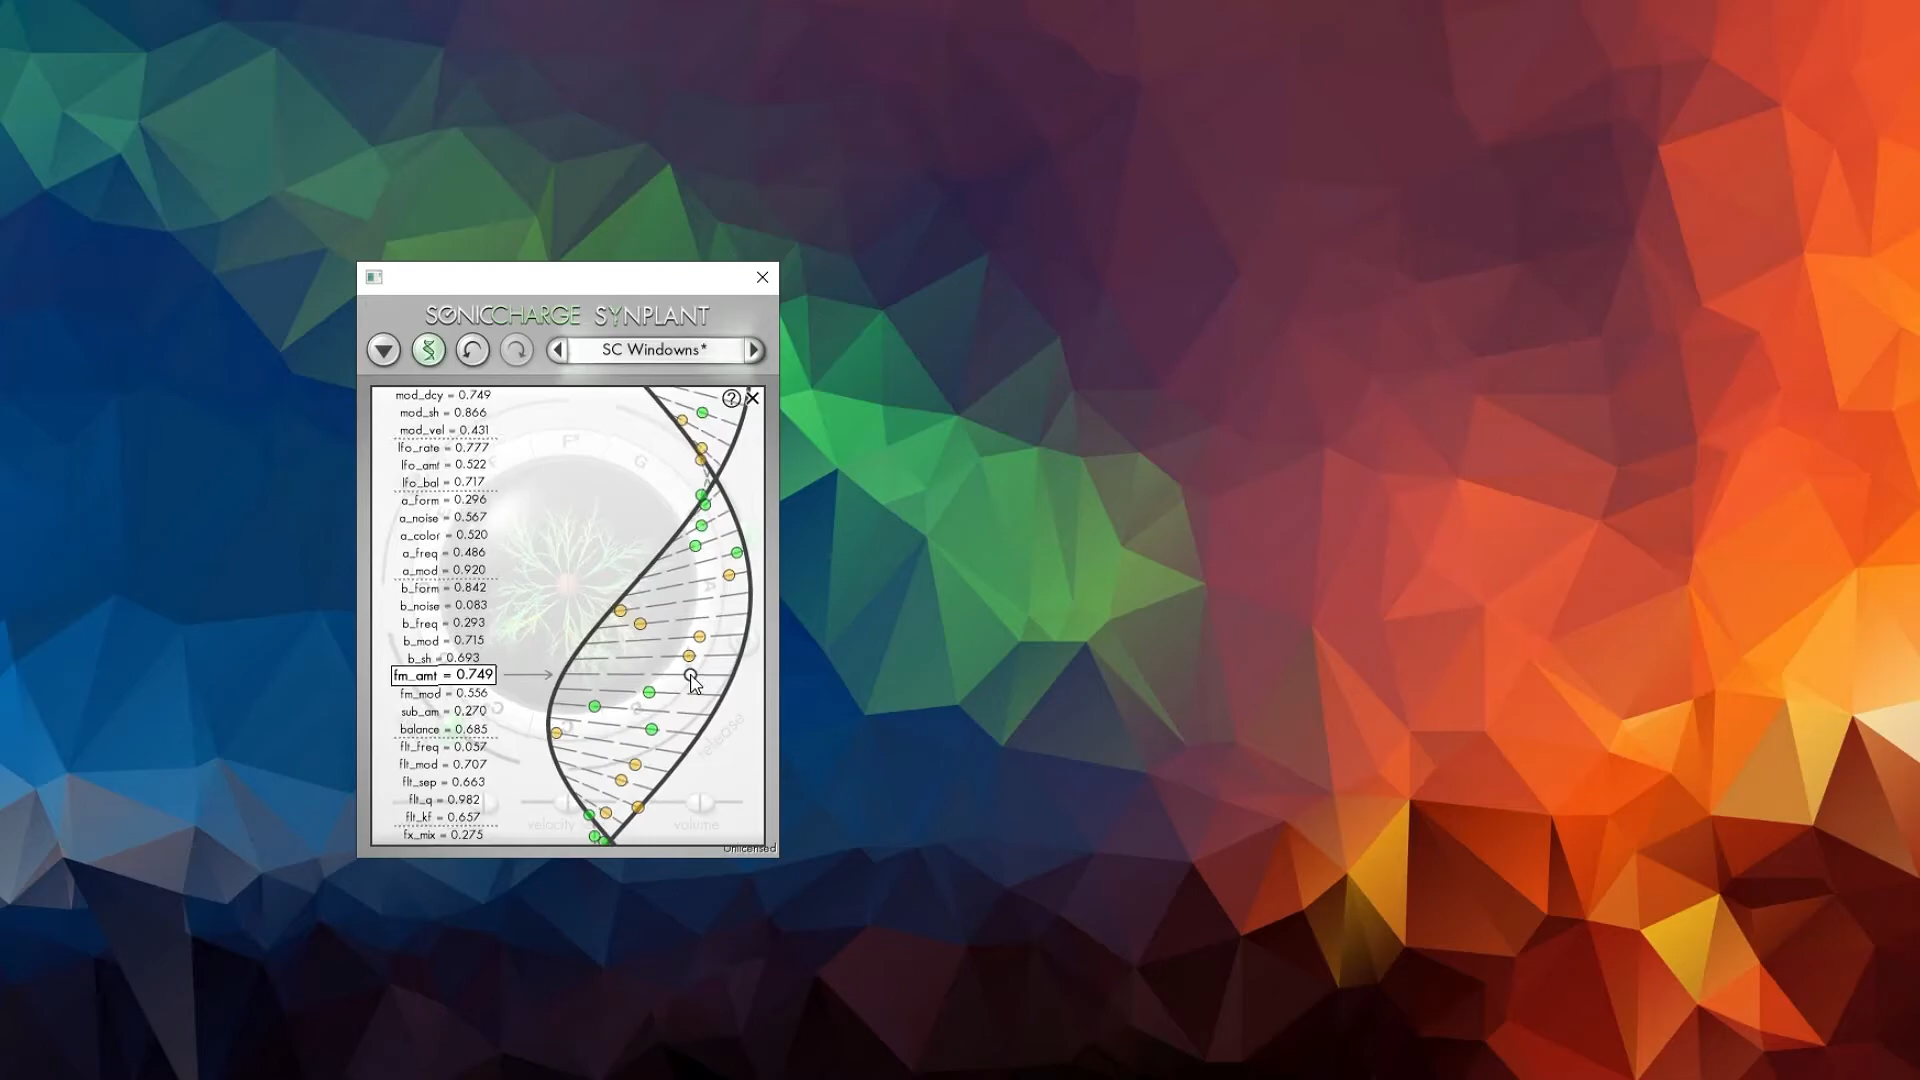 SONICCHARGE SYNPLANT
SC Windowns*
mod_dcy = 0.749
mod_sh = 0.866
mod_vel = 0.431
lfo_rate = 0.777
lfo_amt = 0.522
lfo_bal = 0.717
a_form = 0.296
a_noise = 0.567
a_color = 0.520
a_freq = 0.486
a_mod = 0.920
b_form = 0.842
b_noise = 0.083
b_freq = 0.293
b_mod = 0.715
b_sh = 0.693
fm_amt = 0.749
fm_mod = 0.556
sub_am = 0.270
balance = 0.685
flt_freq = 0.057
flt_mod = 0.707
flt_sep = 0.663
flt_q = 0.982
flt_kf = 0.657
fx_mix = 0.275
?
F#
G
release
velocity
volume
Unlicensed